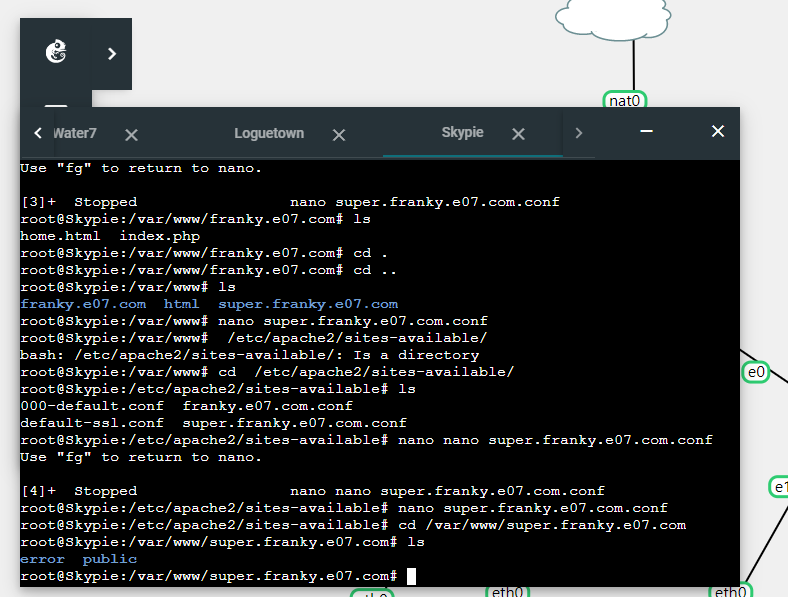 nat0
Water7
Loguetown
Skypie
Use "fg" to return to nano.
[3]+  Stopped                 nano super.franky.e07.com.conf
root@Skypie:/var/www/franky.e07.com# ls
home.html  index.php
root@Skypie:/var/www/franky.e07.com# cd .
root@Skypie:/var/www/franky.e07.com# cd ..
root@Skypie:/var/www# ls
franky.e07.com  html  super.franky.e07.com
root@Skypie:/var/www# nano super.franky.e07.com.conf
root@Skypie:/var/www#  /etc/apache2/sites-available/
bash: /etc/apache2/sites-available/: Is a directory
root@Skypie:/var/www# cd  /etc/apache2/sites-available/
root@Skypie:/etc/apache2/sites-available# ls
000-default.conf  franky.e07.com.conf
default-ssl.conf  super.franky.e07.com.conf
root@Skypie:/etc/apache2/sites-available# nano nano super.franky.e07.com.conf
Use "fg" to return to nano.
[4]+  Stopped                 nano nano super.franky.e07.com.conf
root@Skypie:/etc/apache2/sites-available# nano super.franky.e07.com.conf
root@Skypie:/etc/apache2/sites-available# cd /var/www/super.franky.e07.com
root@Skypie:/var/www/super.franky.e07.com# ls
error  public
root@Skypie:/var/www/super.franky.e07.com#
e0
e1
eth0
eth0